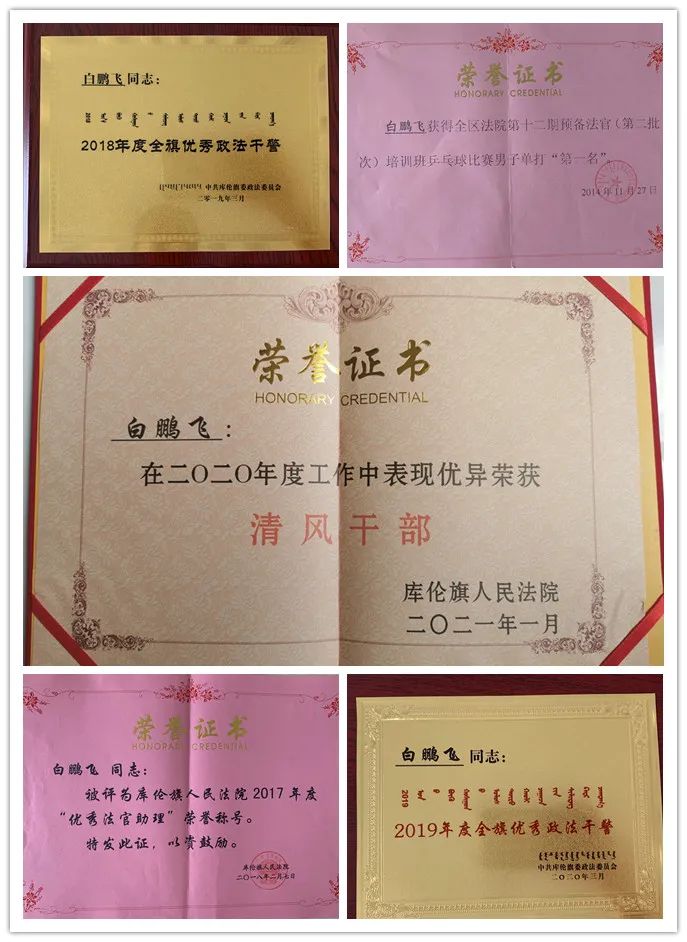 白鹏飞同志：
2018年度全旗优秀政法干警
中共库伦旗委政法委员会
二零一九年三月
荣誉证书
HONORARY CREDENTIAL
白鹏飞获得全区法院第十二期预备法官（第二批
次）培训班乒乓球比赛男子单打“第一名”。
2014年11月27日
荣誉证书
HONORARY CREDENTIAL
白鹏飞：
在二〇二〇年度工作中表现优异荣获
清风干部
库伦旗人民法院
二〇二一年一月
荣誉证书
HONORARY CREDENTIAL
白鹏飞 同志：
被评为库伦旗人民法院2017年度
“优秀法官助理”荣誉称号。
特发此证，以资鼓励。
库伦旗人民法院
二〇一八年二月七日
白鹏飞 同志：
2019
2019年度全旗优秀政法干警
中共库伦旗委政法委员会
二〇二〇年三月